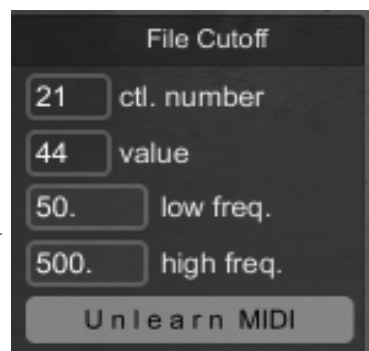 File Cutoff
21 ctl. number
44 value
50. low freq.
500. high freq.
Unlearn MIDI